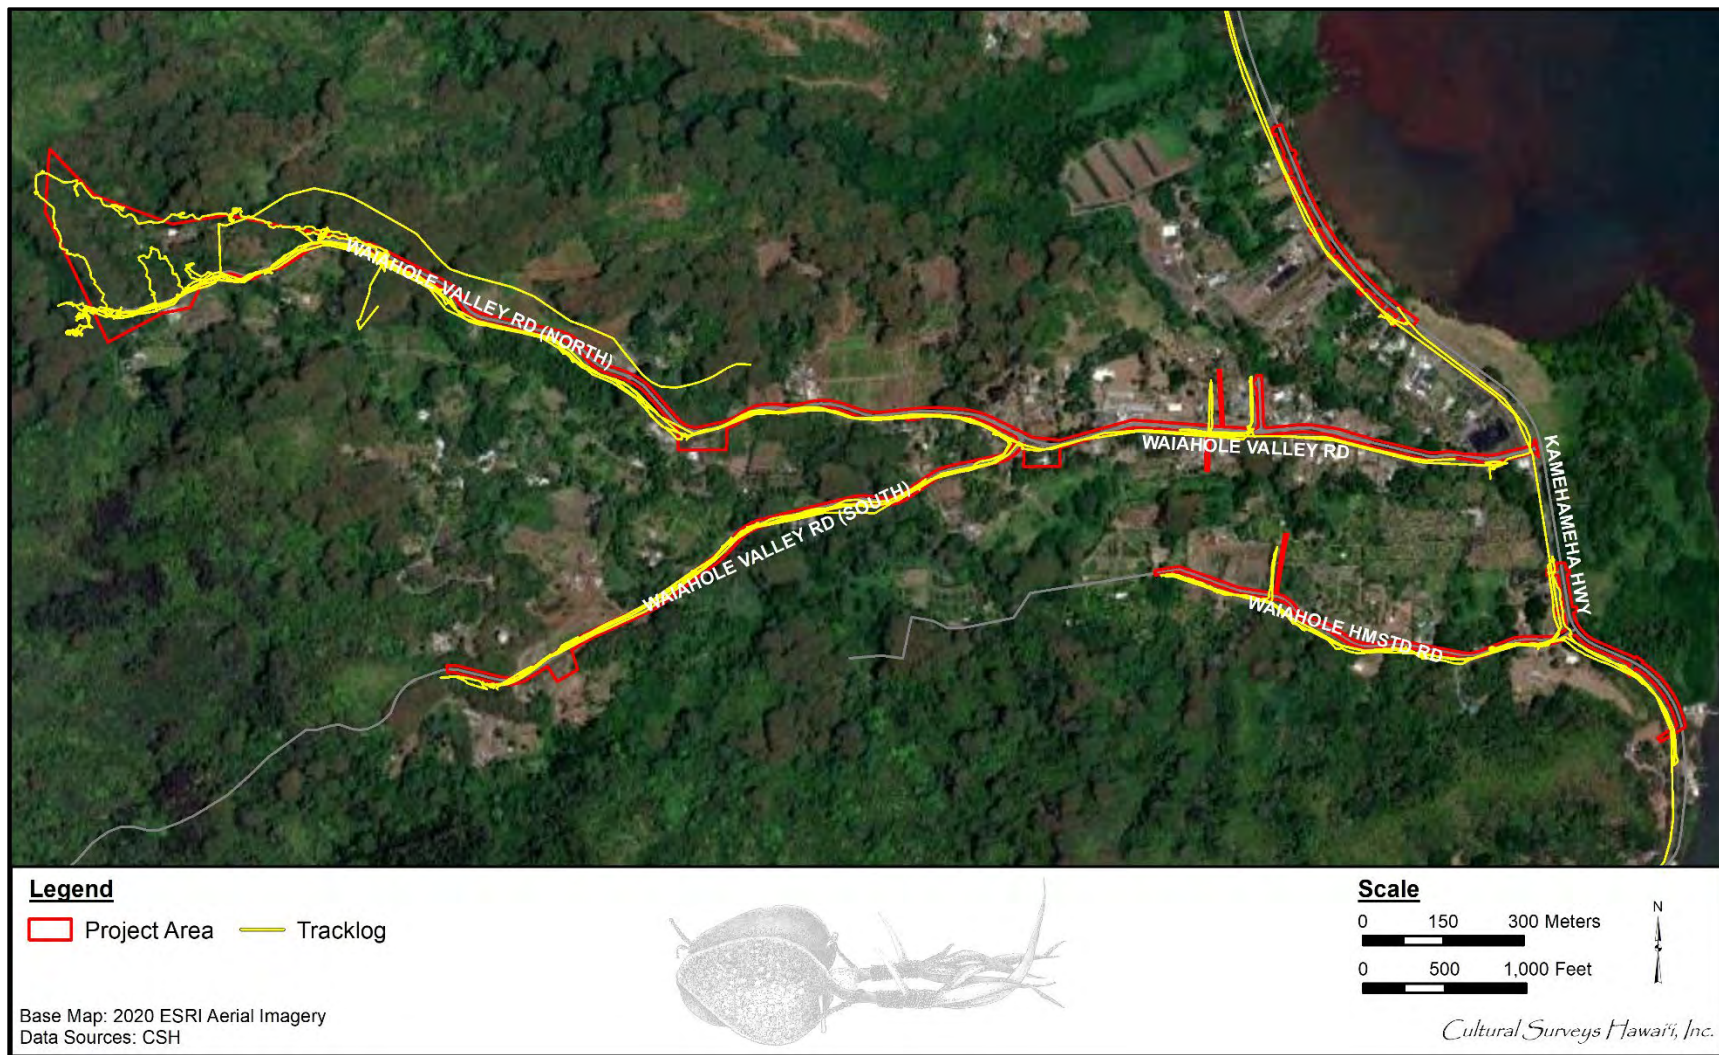 WAIAHOLE VALLEY RD (NORTH)
WAIAHOLE VALLEY RD
KAMEHAMEHA HWY
WAIAHOLE VALLEY RD (SOUTH)
WAIAHOLE HMSTD RD
Legend
Project Area
Tracklog
Base Map: 2020 ESRI Aerial Imagery
Data Sources: CSH
Scale
0 150 300 Meters
0 500 1,000 Feet
N
Cultural Surveys Hawai‘i, Inc.